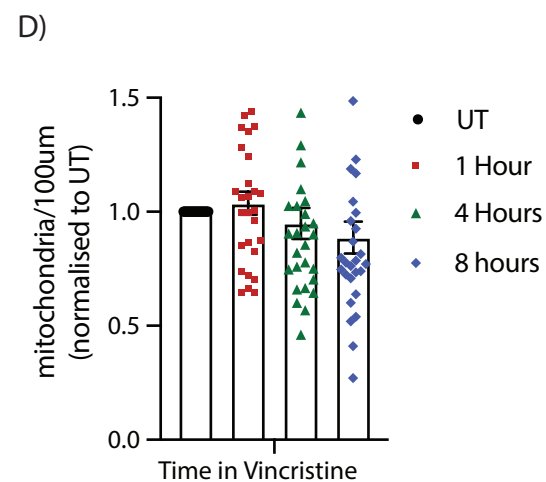 D)
mitochondria/100um
(normalised to UT)
1.5
1.0
0.5
0.0
Time in Vincristine
UT
1 Hour
4 Hours
8 hours